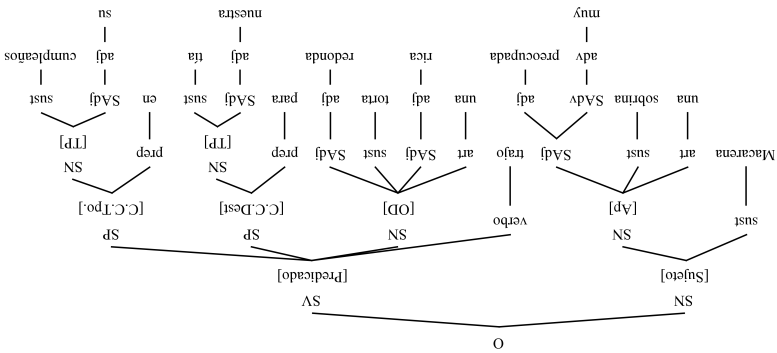 O
SN SV
[Sujeto] [Predicado]
SN SN SP SP
sust verbo
[Ap] [OD] [C.C.Dest] [C.C.Tpo.]
SN SN
Macarena art sust SAdj trajo art SAdj sust SAdj prep prep
[TP] [TP]
una sobrina SAdv adj una adj torta adj para SAdj sust en SAdj sust
adv preocupada rica redonda adj tía adj cumpleaños
muy nuestra su